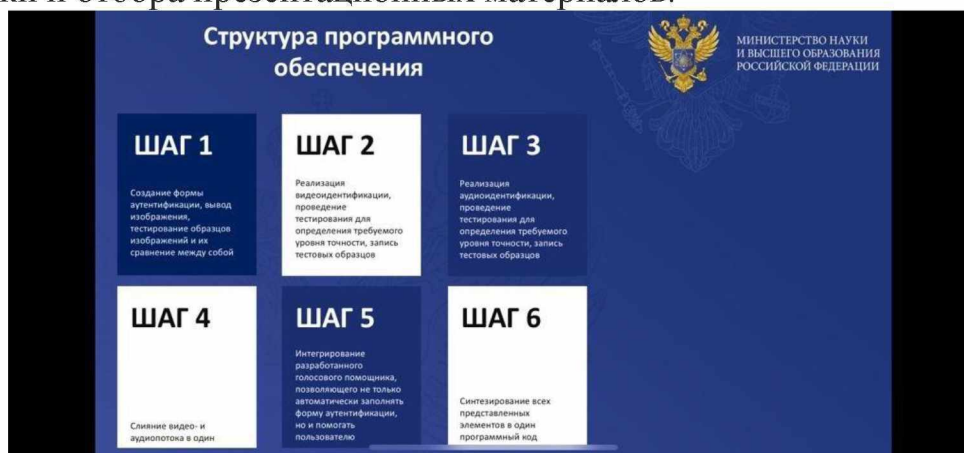 ки и отбора презентационных материалов.
Структура программного
обеспечения
МИНИСТЕРСТВО НАУКИ
И ВЫСШЕГО ОБРАЗОВАНИЯ
РОССИЙСКОЙ ФЕДЕРАЦИИ
ШАГ 1
Создание формы
аутентификации, вывод
изображения,
тестирование образцов
изображений и их
сравнение между собой
ШАГ 2
Реализация
видеоидентификации,
проведение
тестирования для
определения требуемого
уровня точности, запись
тестовых образцов
ШАГ 3
Реализация
аудиоидентификации,
проведение
тестирования для
определения требуемого
уровня точности, запись
тестовых образцов
ШАГ 4
Слияние видео- и
аудиопотока в один
ШАГ 5
Интегрирование
разработанного
голосового помощника,
позволяющего не только
автоматически заполнять
форму аутентификации,
но и помогать
пользователю
ШАГ 6
Синтезирование всех
представленных
элементов в один
программный код